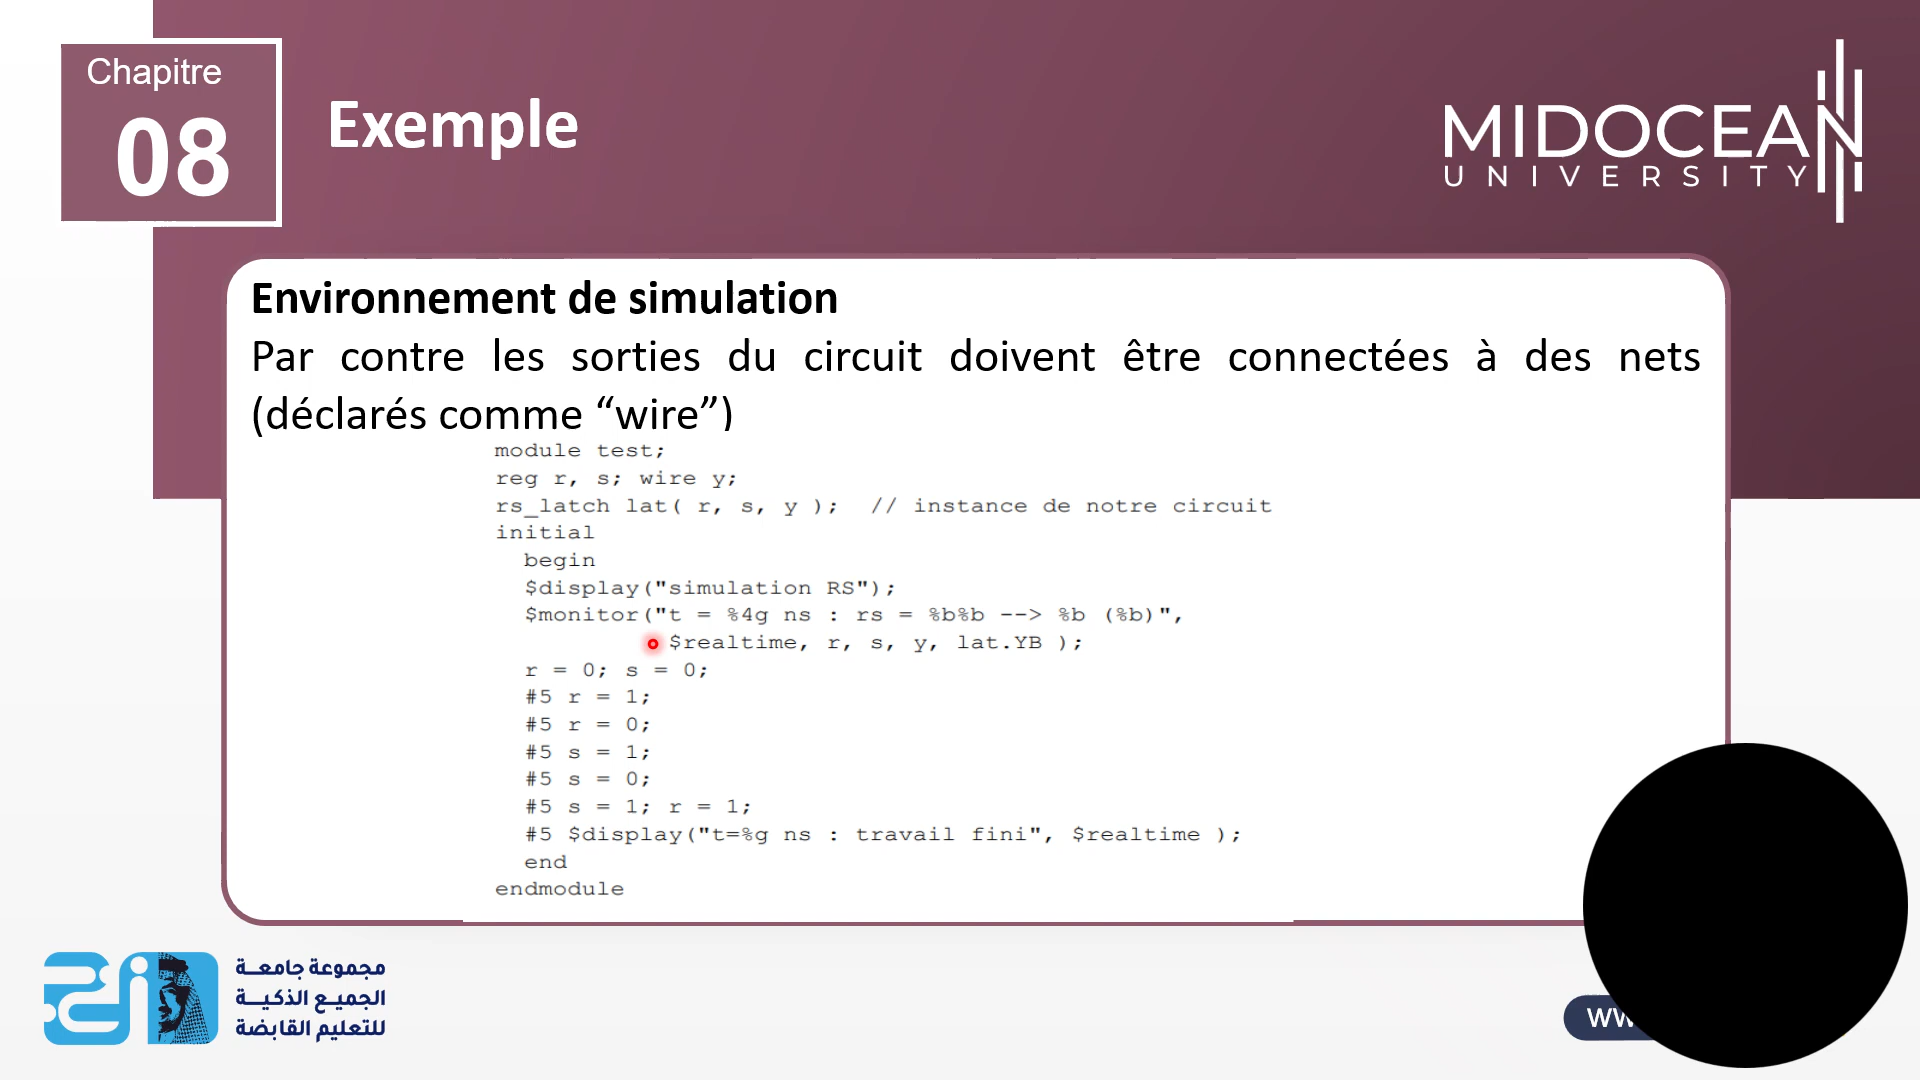 Chapitre
08
Exemple
MIDOCEAN
UNIVERSITY
Environnement de simulation
Par contre les sorties du circuit doivent être connectées à des nets
(déclarés comme “wire”)
module test;
reg r, s; wire y;
rs_latch lat( r, s, y );  // instance de notre circuit
initial
begin
$display("simulation RS");
$monitor("t = %4g ns : rs = %b%b --> %b (%b)",
$realtime, r, s, y, lat.YB );
r = 0; s = 0;
#5 r = 1;
#5 r = 0;
#5 s = 1;
#5 s = 0;
#5 s = 1; r = 1;
#5 $display("t=%g ns : travail fini", $realtime );
end
endmodule
مجموعة جامعة
الجميع الذكية
للتعليم القابضة